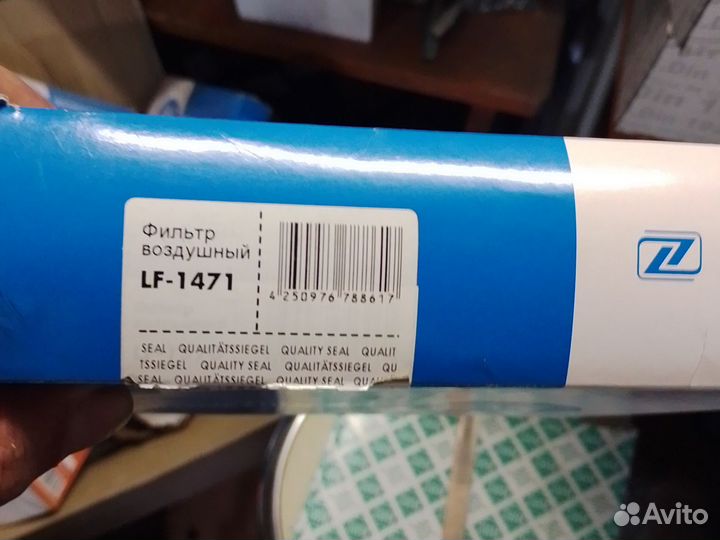 Фильтр
воздушный
LF-1471
4 250976 788617
SEAL QUALITÄTSSIEGEL QUALITY SEAL QUALIT
TSSIEGEL QUALITY SEAL QUALITÄTSSIEGEL QU
SEAL QUALITÄTSSIEGEL QUALITY SEAL QUALIT
Avito